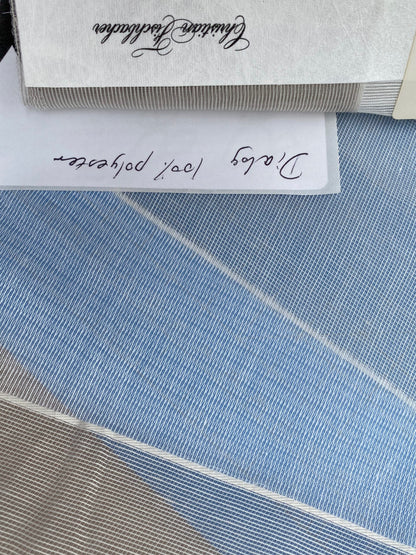 Christian Fischbacher
Dialog 100% polyester